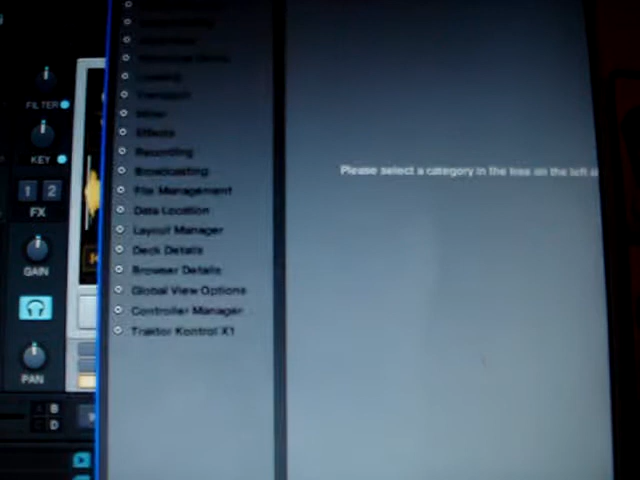 FILTER
KEY
1 2
FX
GAIN
PAN
B
D
Loading
Transport
Mixer
Effects
Recording
Broadcasting
File Management
Data Location
Layout Manager
Deck Details
Browser Details
Global View Options
Controller Manager
Traktor Kontrol X1
Please select a category in the tree on the left